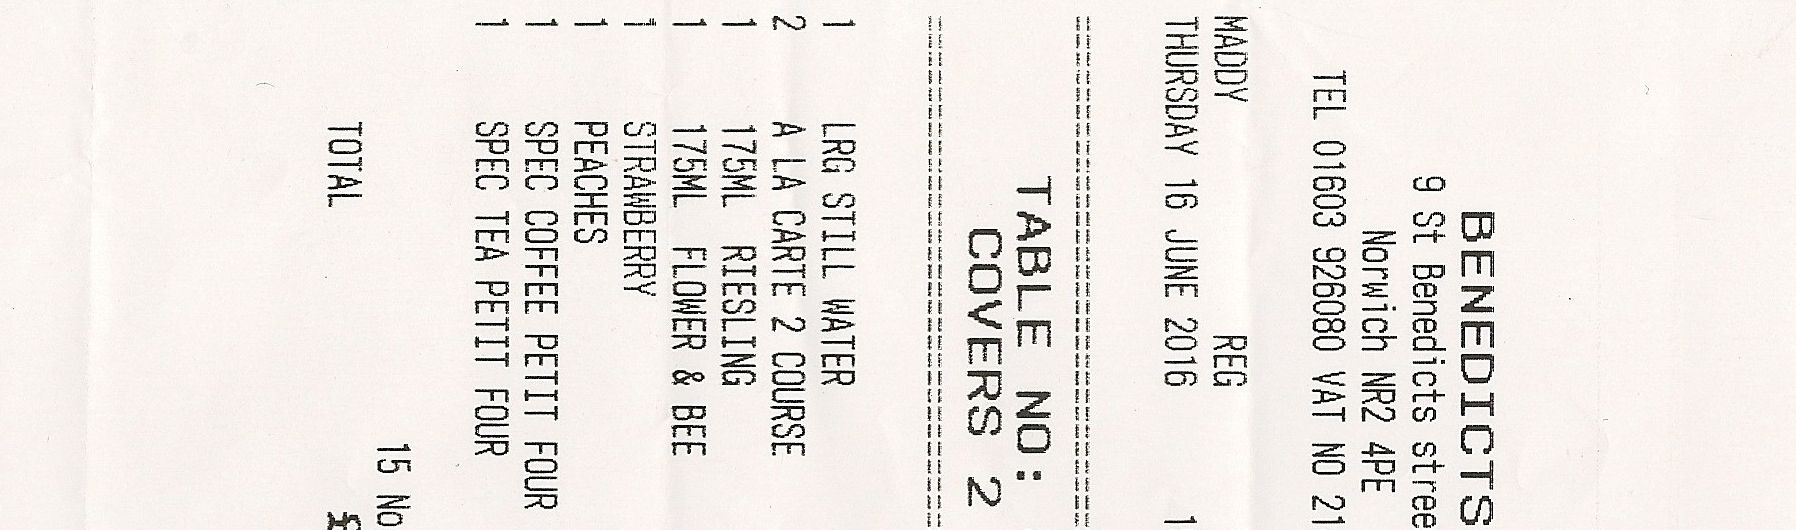 BENEDICTS
9 St Benedicts stree
Norwich NR2 4PE
TEL 01603 926080 VAT NO 21
MADDY REG
THURSDAY 16 JUNE 2016 1
TABLE NO:
COVERS 2
1 LRG STILL WATER
2 A LA CARTE 2 COURSE
1 175ML RIESLING
1 175ML FLOWER & BEE
1 STRAWBERRY
1 PEACHES
1 SPEC COFFEE PETIT FOUR
1 SPEC TEA PETIT FOUR
15 No
TOTAL £